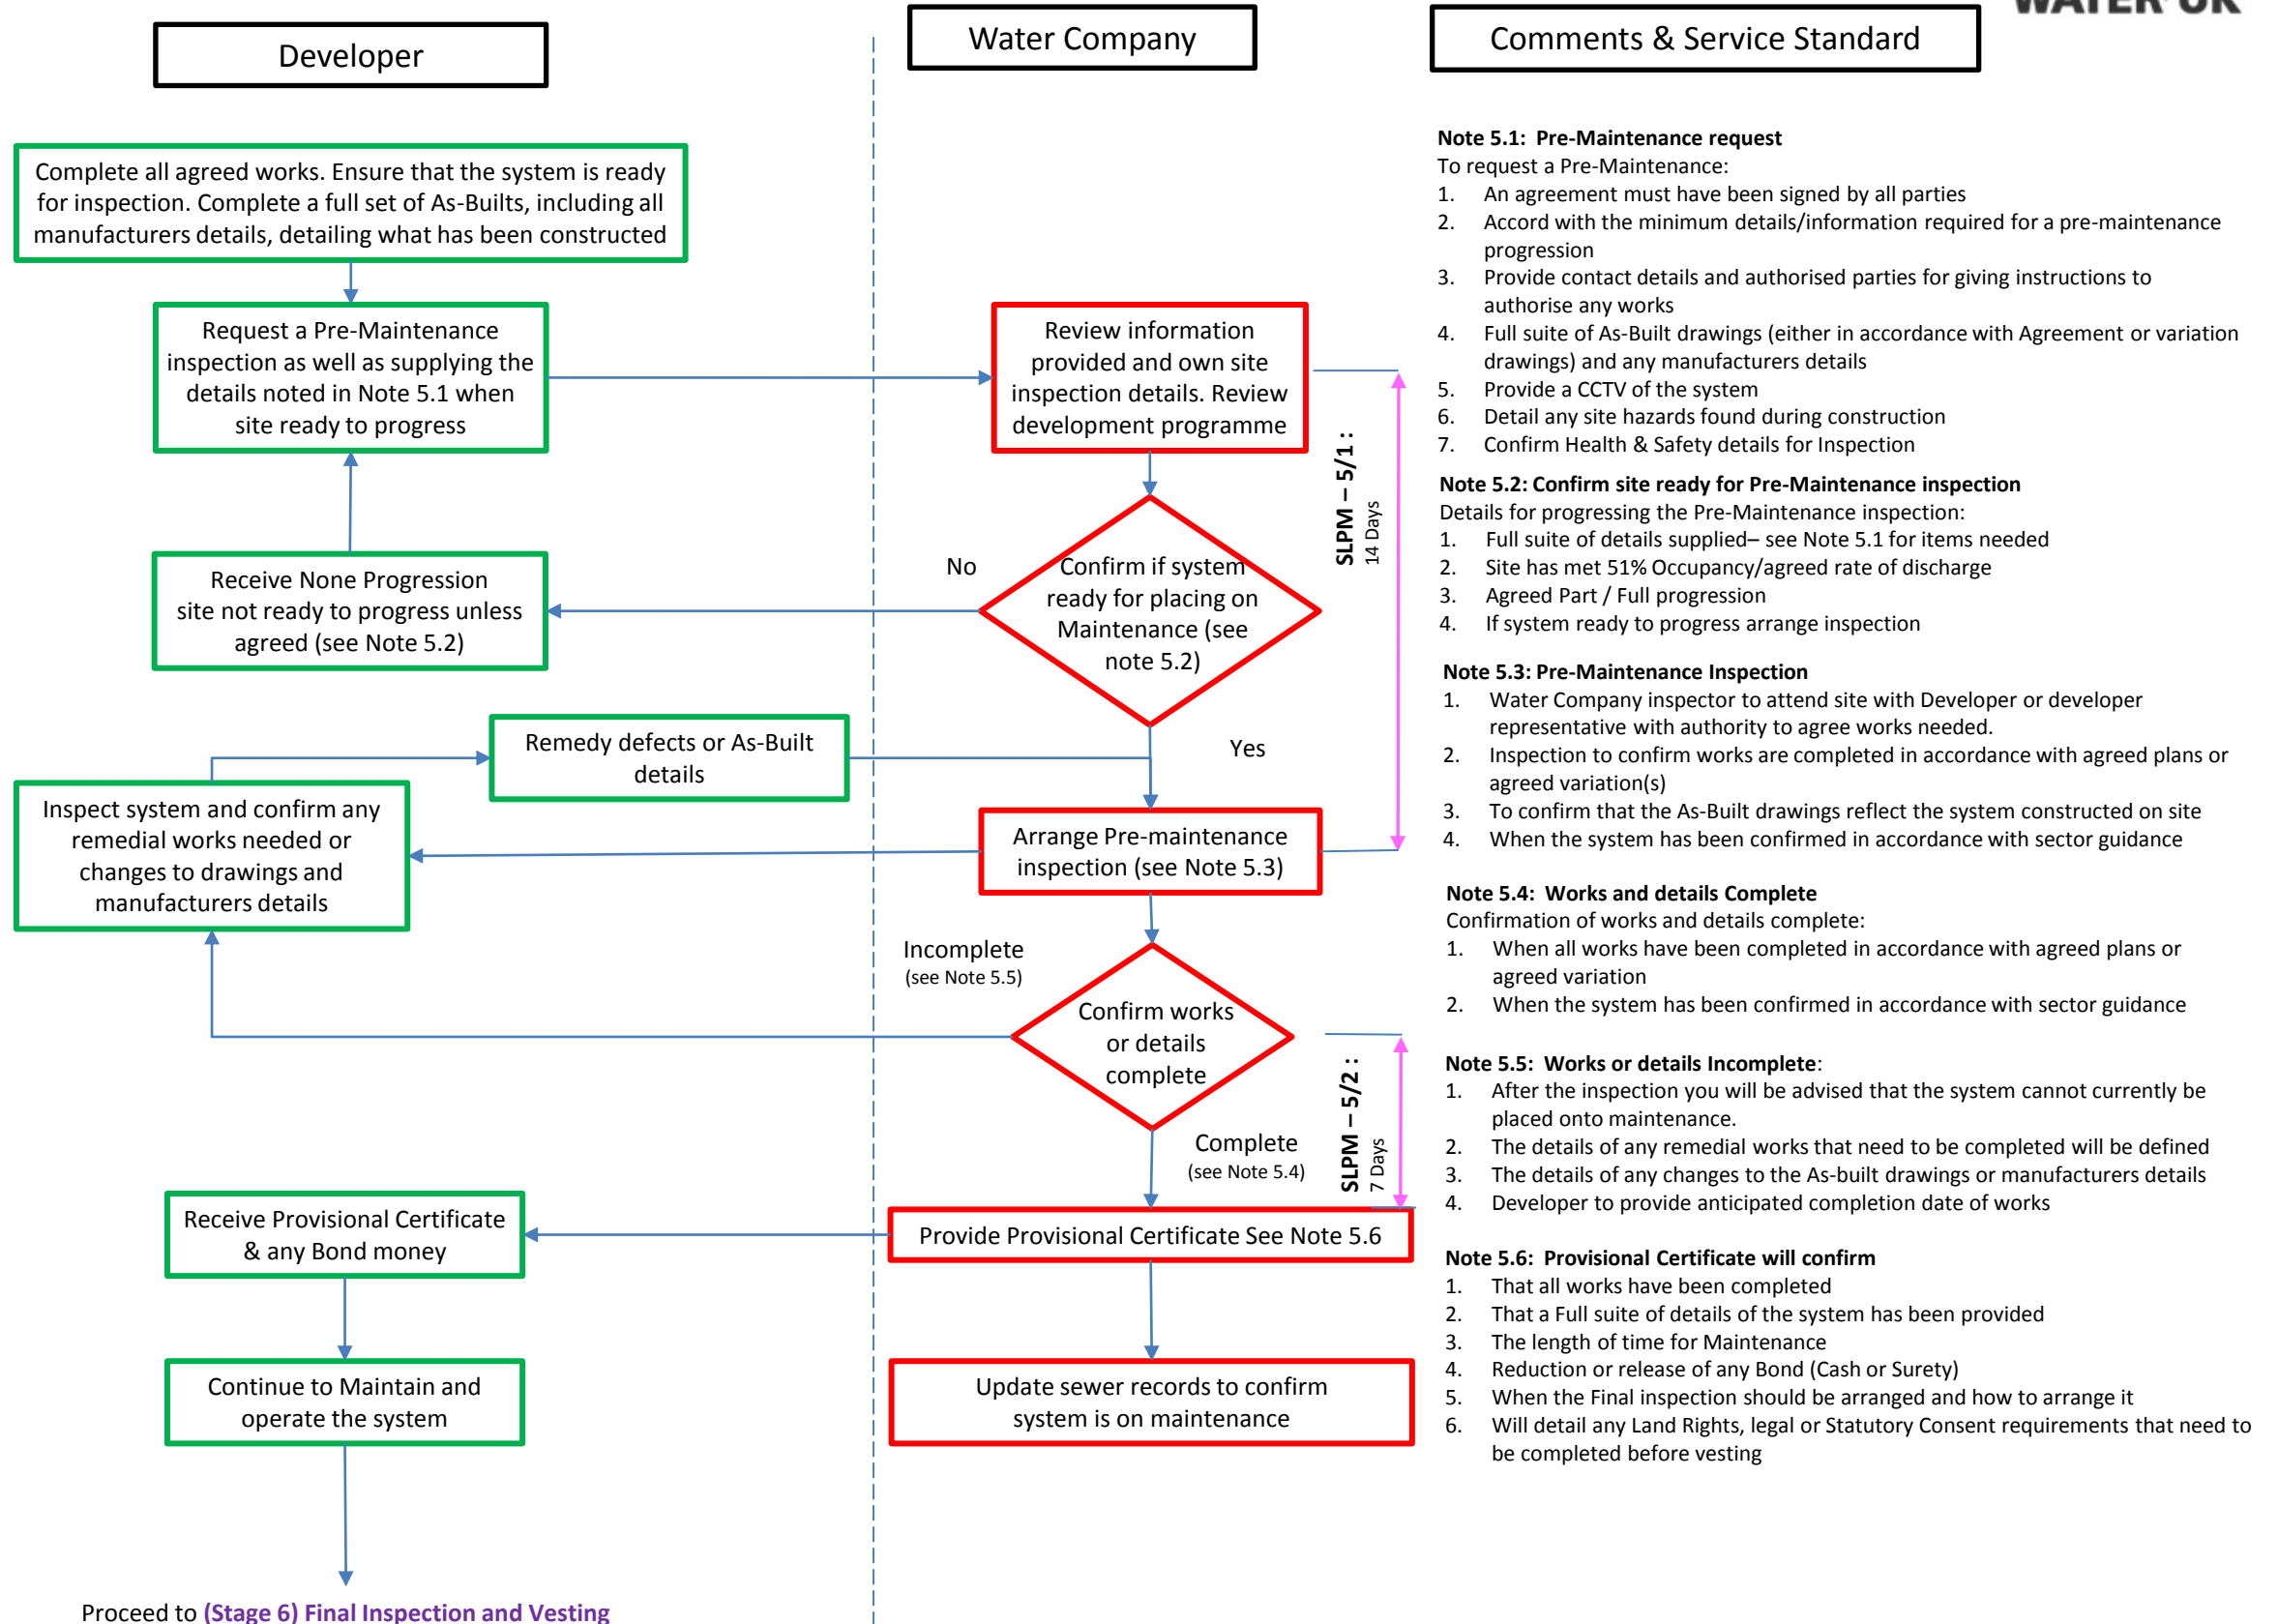 WATER UK
Developer
Water Company
Comments & Service Standard
Complete all agreed works. Ensure that the system is ready
for inspection. Complete a full set of As-Builts, including all
manufacturers details, detailing what has been constructed
Request a Pre-Maintenance
inspection as well as supplying the
details noted in Note 5.1 when
site ready to progress
Review information
provided and own site
inspection details. Review
development programme
SLPM – 5/1 :
14 Days
No
Confirm if system
ready for placing on
Maintenance (see
note 5.2)
Receive None Progression
site not ready to progress unless
agreed (see Note 5.2)
Yes
Remedy defects or As-Built
details
Inspect system and confirm any
remedial works needed or
changes to drawings and
manufacturers details
Arrange Pre-maintenance
inspection (see Note 5.3)
Incomplete
(see Note 5.5)
Confirm works
or details
complete
SLPM – 5/2 :
7 Days
Complete
(see Note 5.4)
Receive Provisional Certificate
& any Bond money
Provide Provisional Certificate See Note 5.6
Continue to Maintain and
operate the system
Update sewer records to confirm
system is on maintenance
Proceed to (Stage 6) Final Inspection and Vesting
Note 5.1: Pre-Maintenance request
To request a Pre-Maintenance:
1. An agreement must have been signed by all parties
2. Accord with the minimum details/information required for a pre-maintenance
progression
3. Provide contact details and authorised parties for giving instructions to
authorise any works
4. Full suite of As-Built drawings (either in accordance with Agreement or variation
drawings) and any manufacturers details
5. Provide a CCTV of the system
6. Detail any site hazards found during construction
7. Confirm Health & Safety details for Inspection
Note 5.2: Confirm site ready for Pre-Maintenance inspection
Details for progressing the Pre-Maintenance inspection:
1. Full suite of details supplied– see Note 5.1 for items needed
2. Site has met 51% Occupancy/agreed rate of discharge
3. Agreed Part / Full progression
4. If system ready to progress arrange inspection
Note 5.3: Pre-Maintenance Inspection
1. Water Company inspector to attend site with Developer or developer
representative with authority to agree works needed.
2. Inspection to confirm works are completed in accordance with agreed plans or
agreed variation(s)
3. To confirm that the As-Built drawings reflect the system constructed on site
4. When the system has been confirmed in accordance with sector guidance
Note 5.4: Works and details Complete
Confirmation of works and details complete:
1. When all works have been completed in accordance with agreed plans or
agreed variation
2. When the system has been confirmed in accordance with sector guidance
Note 5.5: Works or details Incomplete:
1. After the inspection you will be advised that the system cannot currently be
placed onto maintenance.
2. The details of any remedial works that need to be completed will be defined
3. The details of any changes to the As-built drawings or manufacturers details
4. Developer to provide anticipated completion date of works
Note 5.6: Provisional Certificate will confirm
1. That all works have been completed
2. That a Full suite of details of the system has been provided
3. The length of time for Maintenance
4. Reduction or release of any Bond (Cash or Surety)
5. When the Final inspection should be arranged and how to arrange it
6. Will detail any Land Rights, legal or Statutory Consent requirements that need to
be completed before vesting